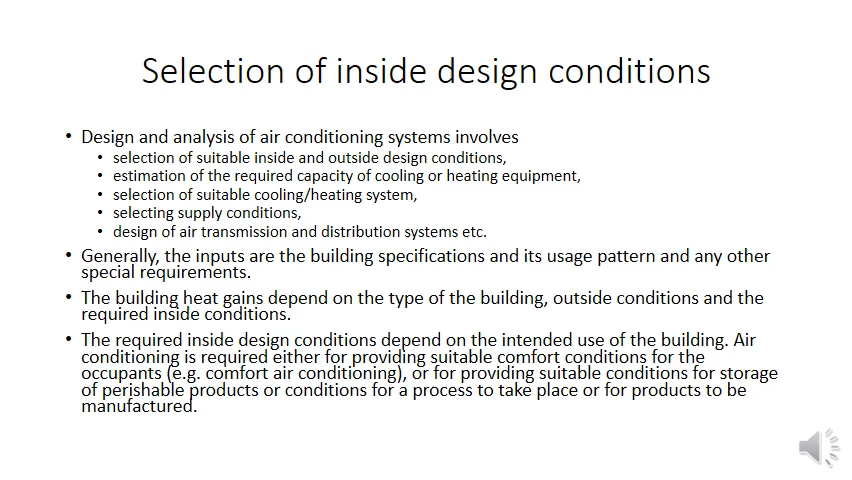 Selection of inside design conditions
• Design and analysis of air conditioning systems involves
• selection of suitable inside and outside design conditions,
• estimation of the required capacity of cooling or heating equipment,
• selection of suitable cooling/heating system,
• selecting supply conditions,
• design of air transmission and distribution systems etc.
• Generally, the inputs are the building specifications and its usage pattern and any other
special requirements.
• The building heat gains depend on the type of the building, outside conditions and the
required inside conditions.
• The required inside design conditions depend on the intended use of the building. Air
conditioning is required either for providing suitable comfort conditions for the
occupants (e.g. comfort air conditioning), or for providing suitable conditions for storage
of perishable products or conditions for a process to take place or for products to be
manufactured.